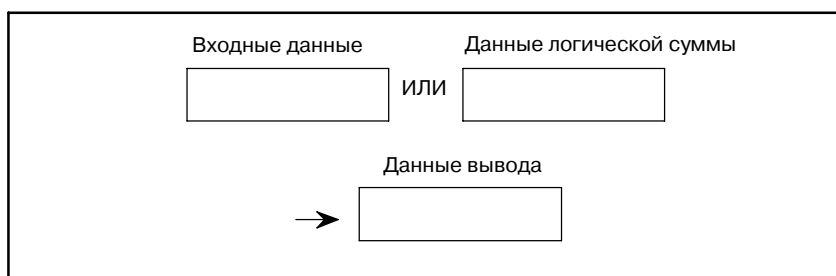 Входные данные
Данные логической суммы
ИЛИ
Данные вывода